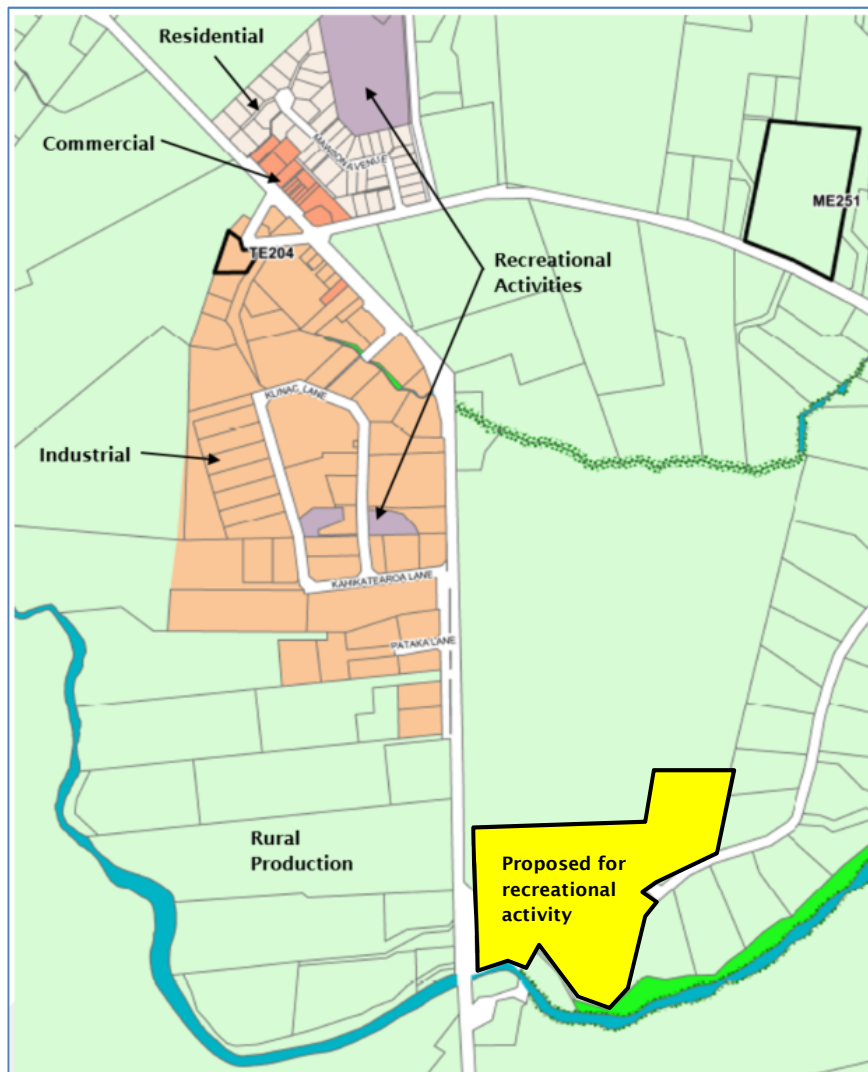 Residential
Commercial
MAWSON AVENUE
ME251
TE204
Recreational
Activities
KLINAC LANE
Industrial
KAHIKATEAROA LANE
PATAKA LANE
Rural
Production
Proposed for
recreational
activity